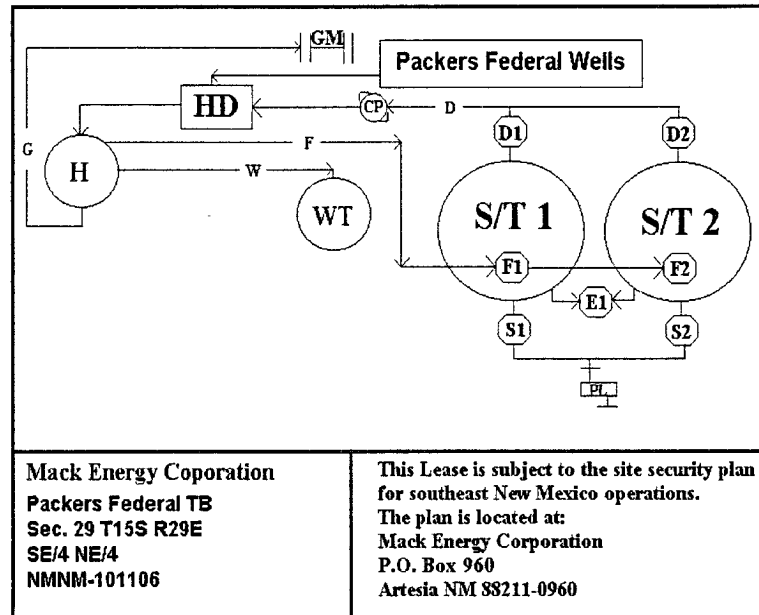 GM
Packers Federal Wells
HD
CP
D
D1
D2
G
H
F
W
WT
S/T 1
S/T 2
F1
F2
E1
S1
S2
PL
Mack Energy Coporation
Packers Federal TB
Sec. 29 T15S R29E
SE/4 NE/4
NMNM-101106
This Lease is subject to the site security plan
for southeast New Mexico operations.
The plan is located at:
Mack Energy Corporation
P.O. Box 960
Artesia NM 88211-0960